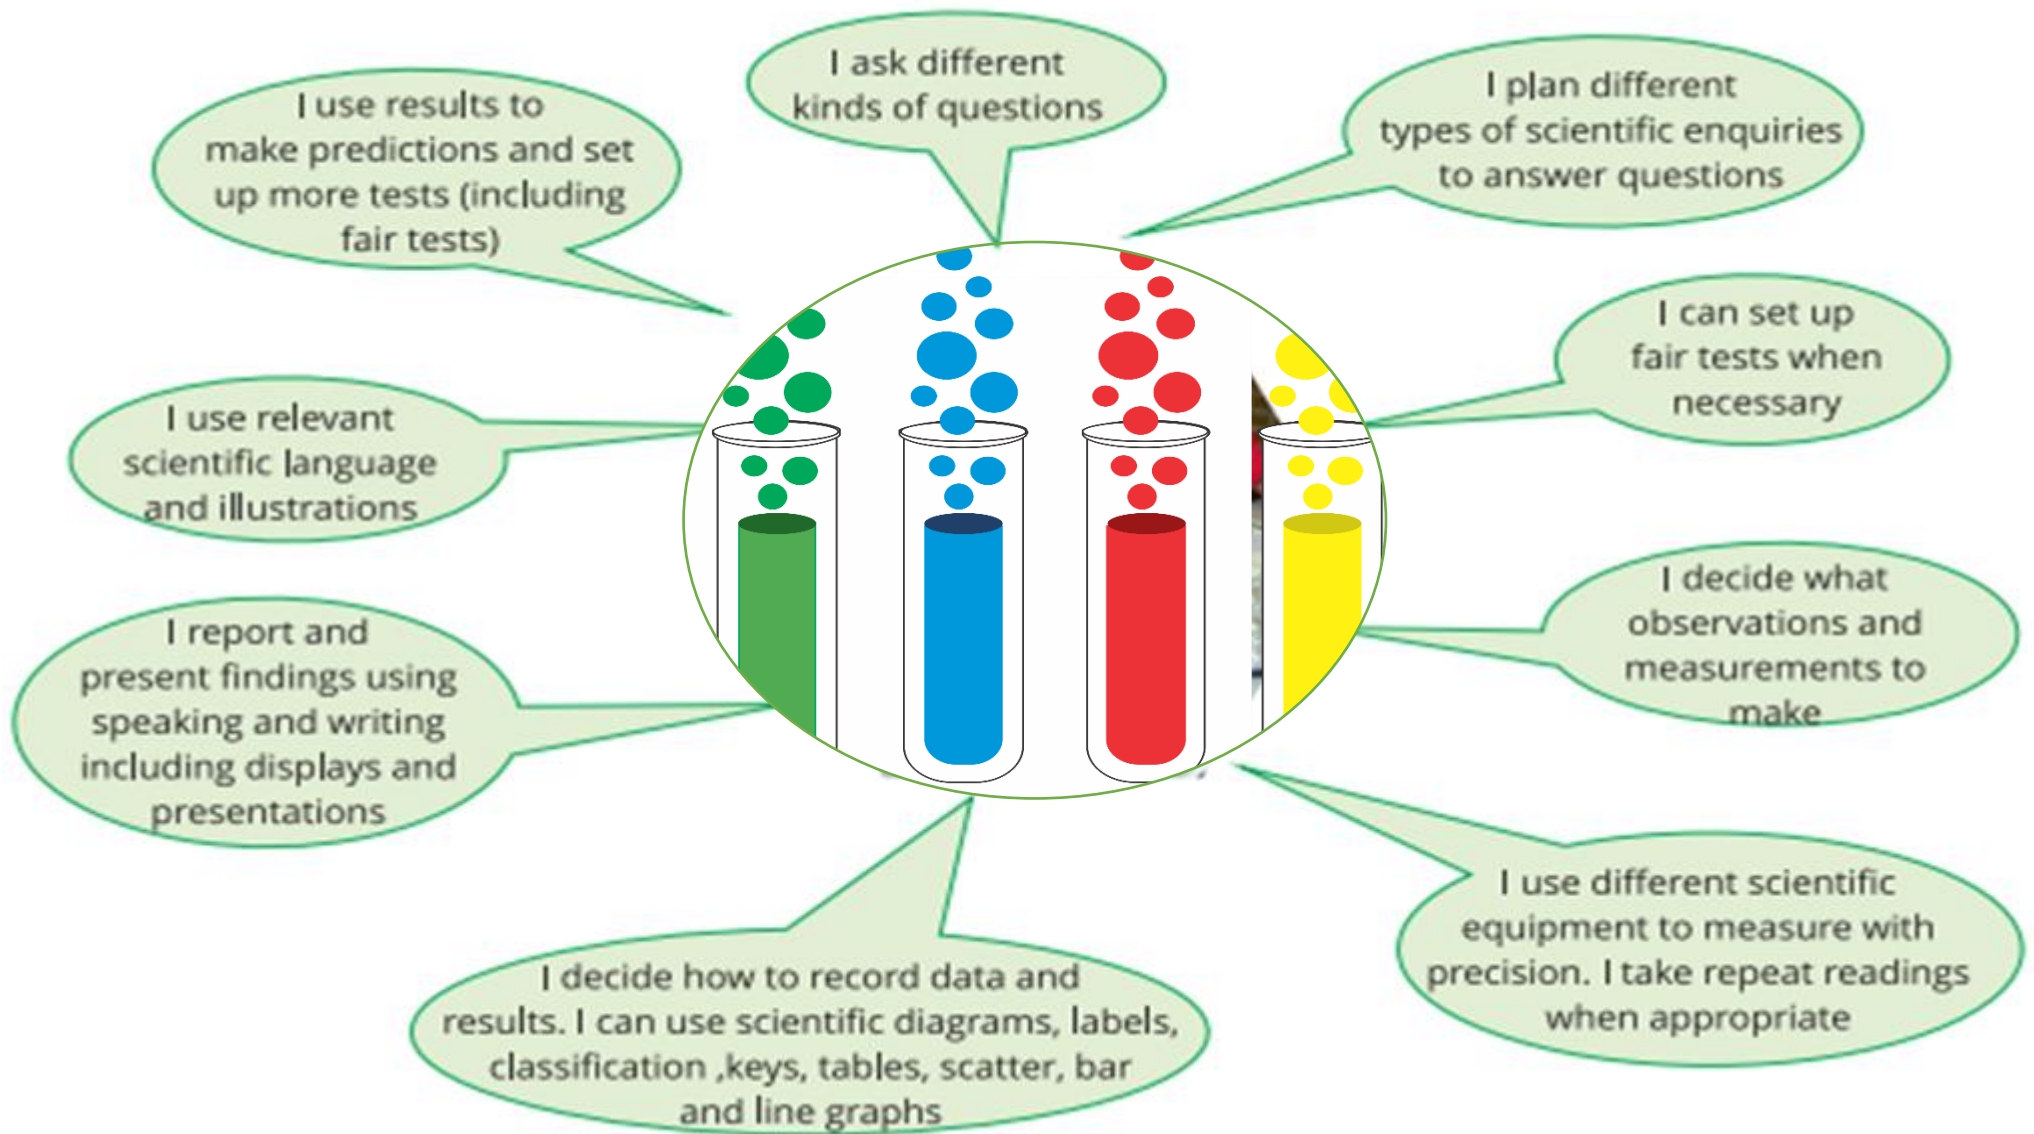 I ask different
kinds of questions
I plan different
types of scientific enquiries
to answer questions
I can set up
fair tests when
necessary
I decide what
observations and
measurements to
make
I use different scientific
equipment to measure with
precision. I take repeat readings
when appropriate
I decide how to record data and
results. I can use scientific diagrams, labels,
classification ,keys, tables, scatter, bar
and line graphs
I report and
present findings using
speaking and writing
including displays and
presentations
I use relevant
scientific language
and illustrations
I use results to
make predictions and set
up more tests (including
fair tests)